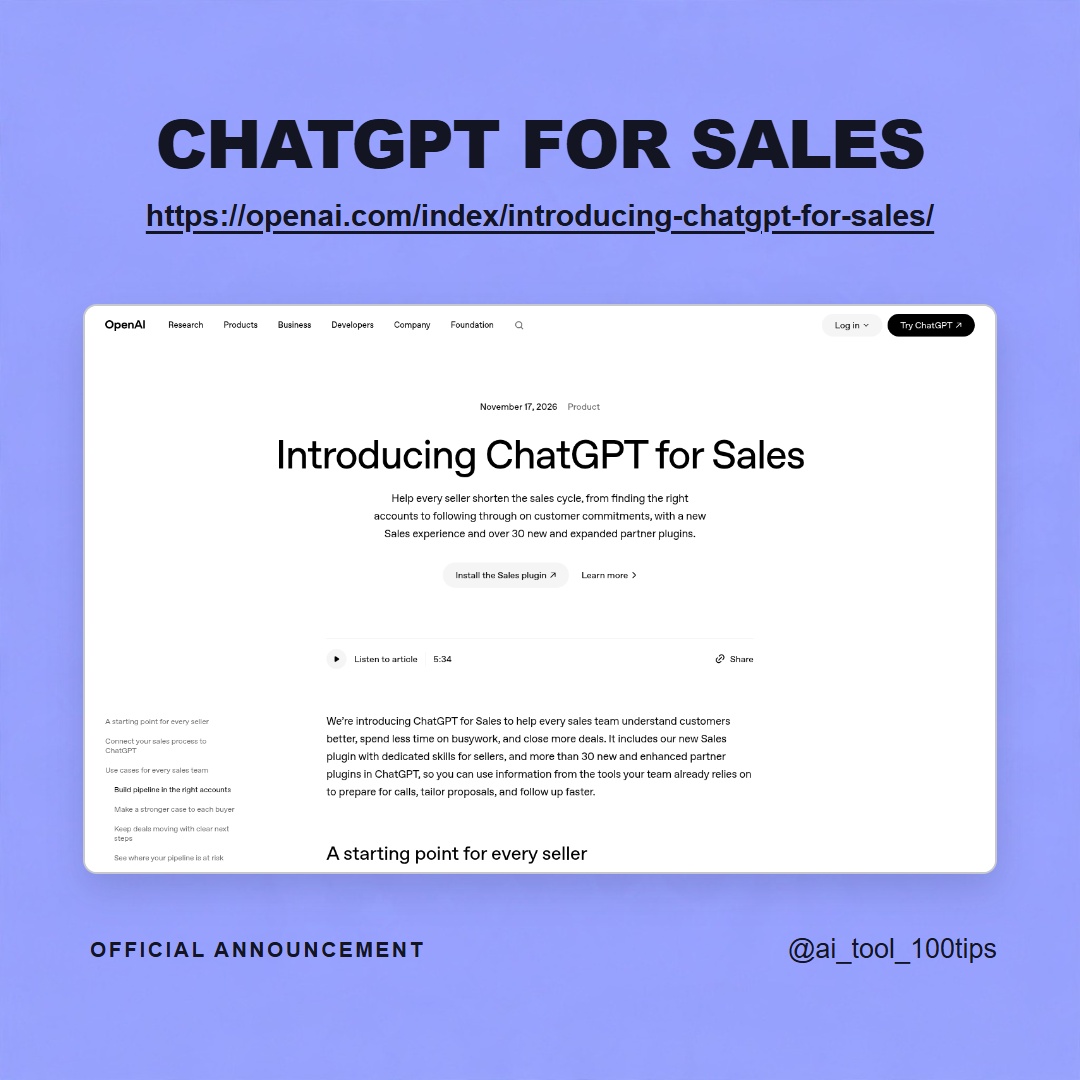 CHATGPT FOR SALES
https://openai.com/index/introducing-chatgpt-for-sales/
OpenAI Research Products Business Developers Company Foundation Log in Try ChatGPT ↗
November 17, 2026 Product
Introducing ChatGPT for Sales
Help every seller shorten the sales cycle, from finding the right
accounts to following through on customer commitments, with a new
Sales experience and over 30 new and expanded partner plugins.
Install the Sales plugin ↗ Learn more >
Listen to article 5:34 Share
A starting point for every seller
Connect your sales process to
ChatGPT
Use cases for every sales team
Build pipeline in the right accounts
Make a stronger case to each buyer
Keep deals moving with clear next
steps
See where your pipeline is at risk
We're introducing ChatGPT for Sales to help every sales team understand customers
better, spend less time on busywork, and close more deals. It includes our new Sales
plugin with dedicated skills for sellers, and more than 30 new and enhanced partner
plugins in ChatGPT, so you can use information from the tools your team already relies on
to prepare for calls, tailor proposals, and follow up faster.
A starting point for every seller
OFFICIAL ANNOUNCEMENT
@ai_tool_100tips